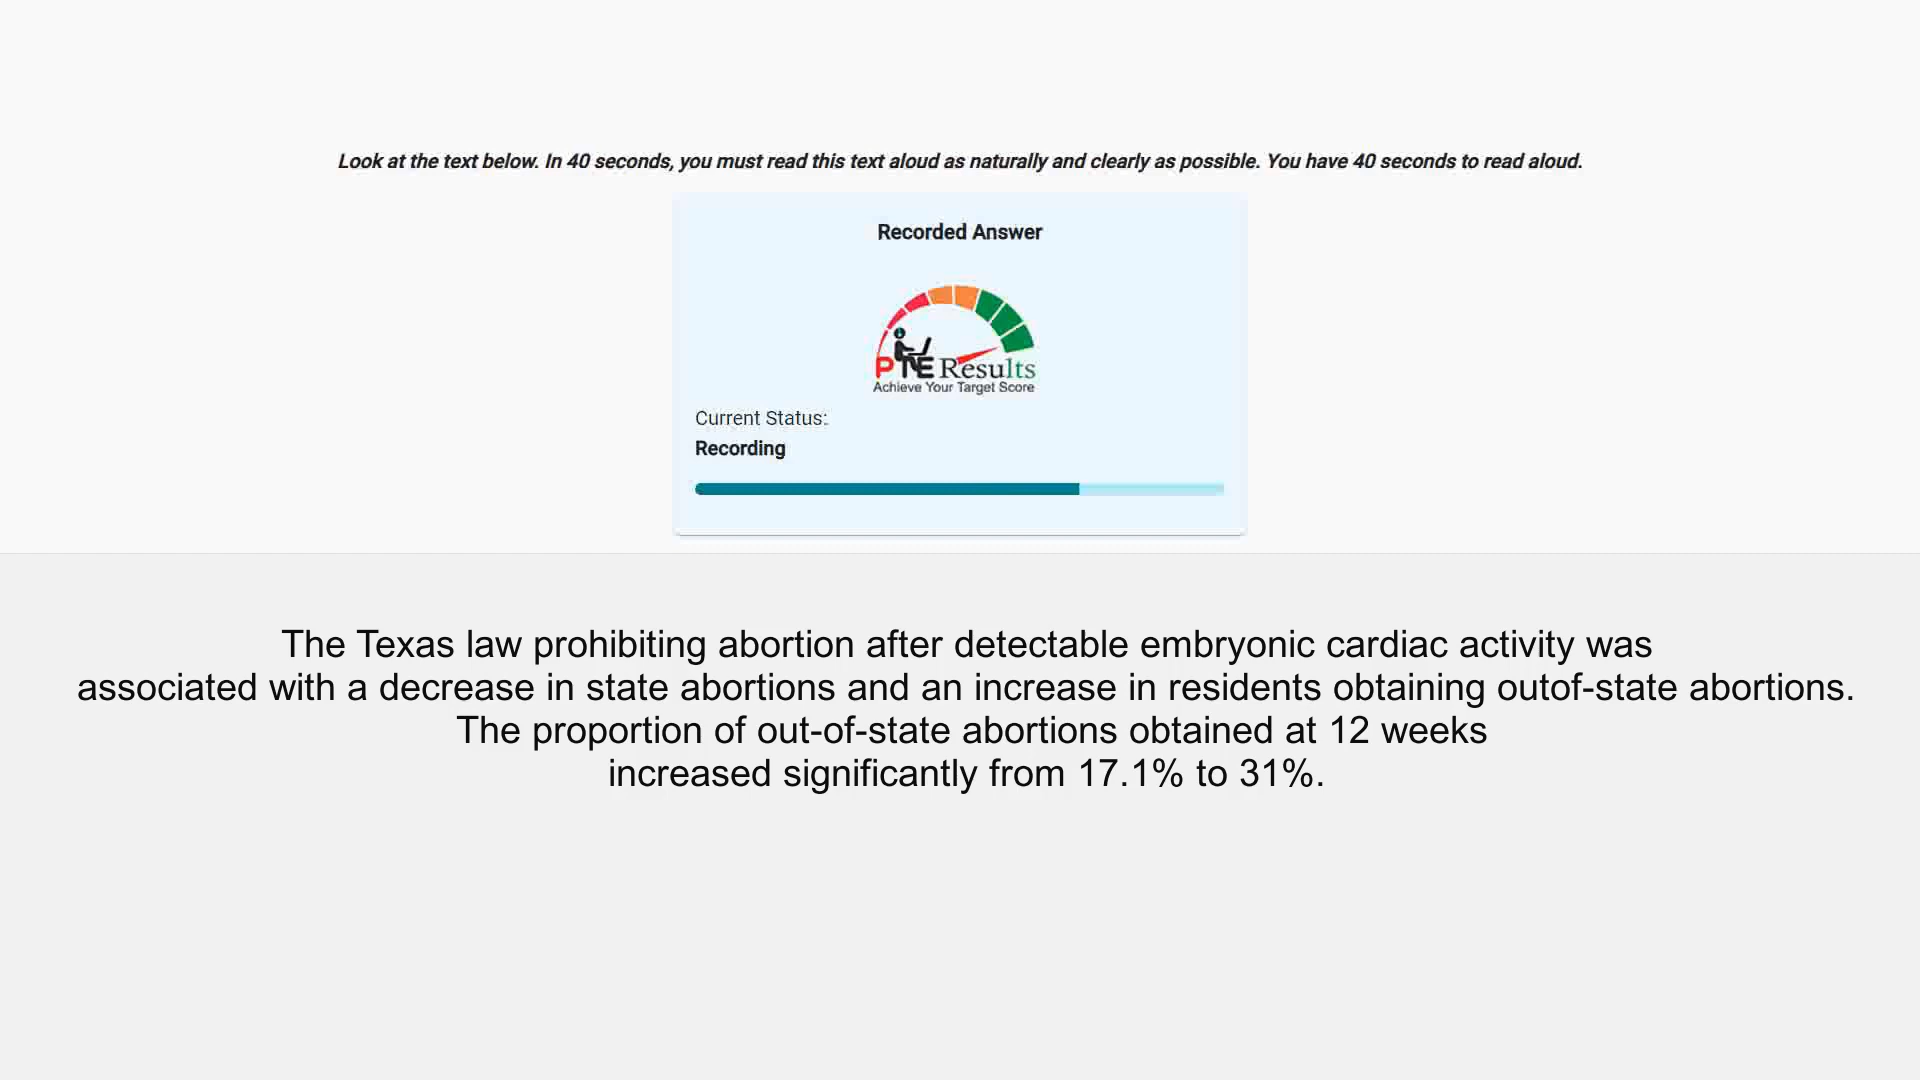 Look at the text below. In 40 seconds, you must read this text aloud as naturally and clearly as possible. You have 40 seconds to read aloud.
Recorded Answer
PTE Results
Achieve Your Target Score
Current Status:
Recording
The Texas law prohibiting abortion after detectable embryonic cardiac activity was
associated with a decrease in state abortions and an increase in residents obtaining outof-state abortions.
The proportion of out-of-state abortions obtained at 12 weeks
increased significantly from 17.1% to 31%.